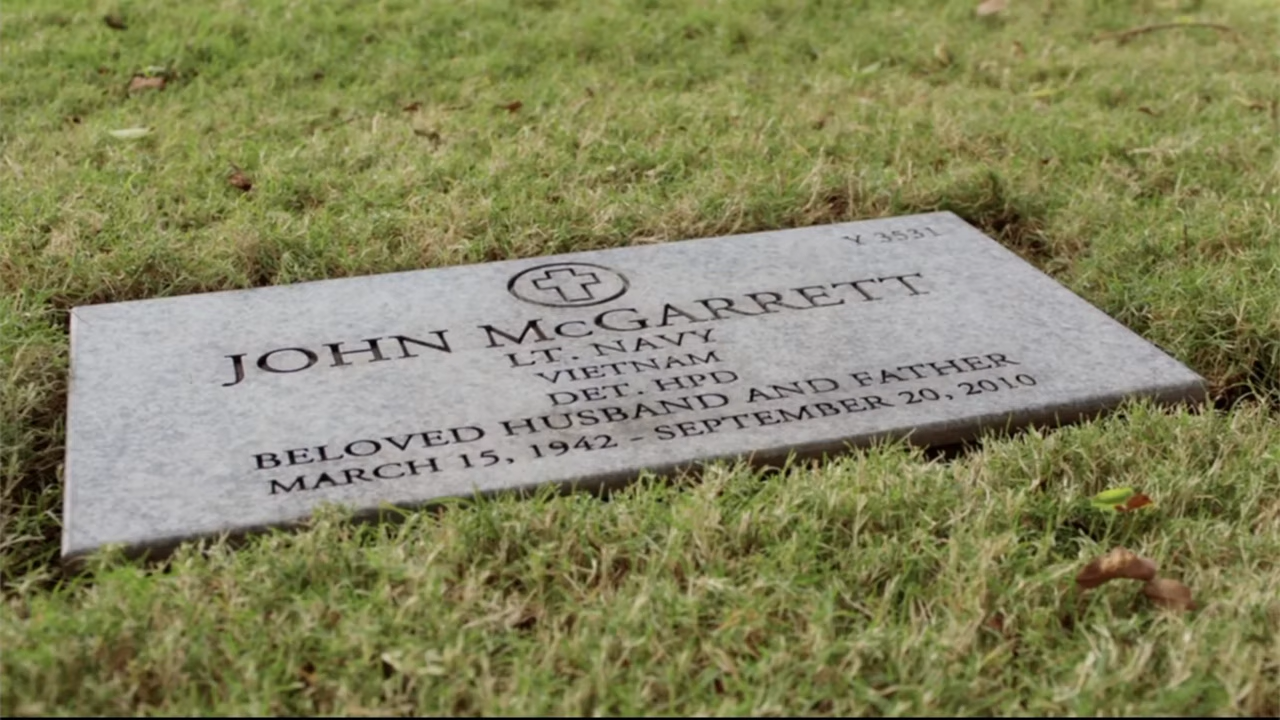 Y 3531
JOHN McGARRETT
LT. NAVY
VIETNAM
DET. HPD
BELOVED HUSBAND AND FATHER
MARCH 15, 1942 - SEPTEMBER 20, 2010